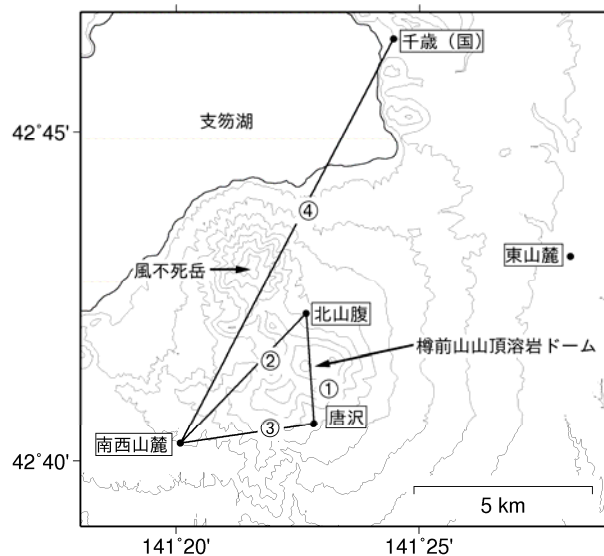 千歳(国)
42°45'
支笏湖
④
東山麓
風不死岳
北山腹
樽前山山頂溶岩ドーム
②
①
唐沢
③
南西山麓
42°40'
5 km
141°20'
141°25'